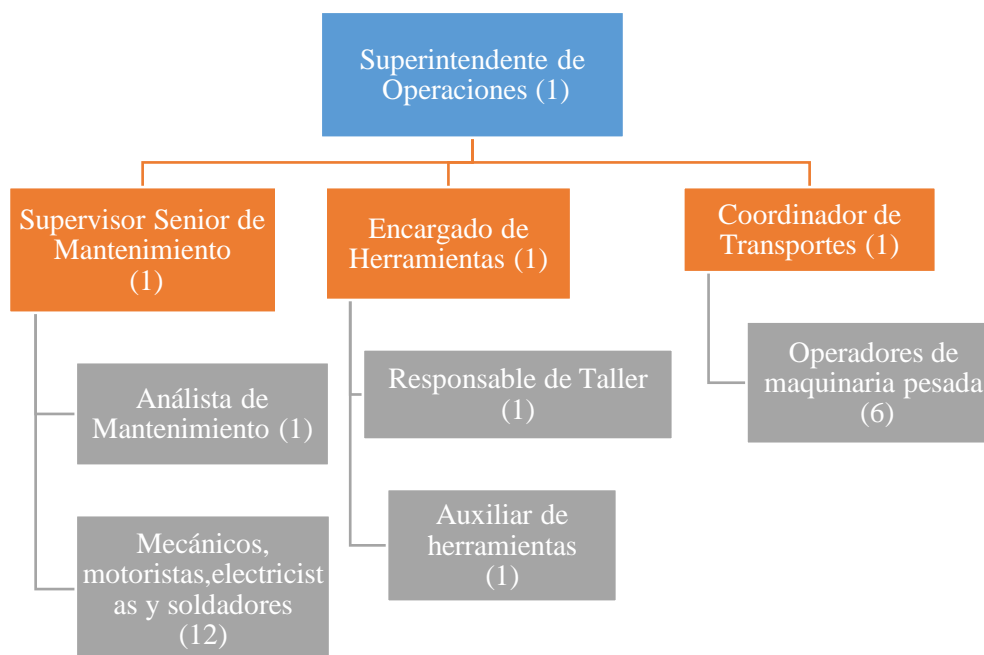 Superintendente de
Operaciones (1)
Supervisor Senior de
Mantenimiento
(1)
Encargado de
Herramientas (1)
Coordinador de
Transportes (1)
Análista de
Mantenimiento (1)
Responsable de Taller
(1)
Operadores de
maquinaria pesada
(6)
Mecánicos,
motoristas,electricist
as y soldadores
(12)
Auxiliar de
herramientas
(1)